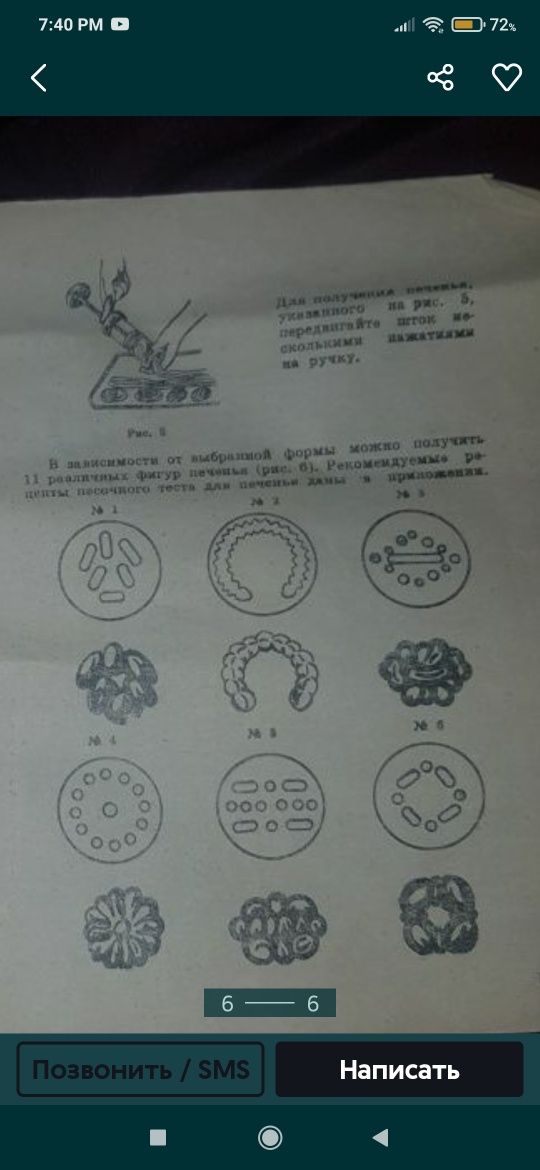 7:40 PM
72%
Для получения печенья,
указанного на рис. 5,
передвигайте шток не-
сколькими нажатиями
на ручку.
Рис. 5
В зависимости от выбранной формы можно получить
11 различных фигур печенья (рис. 6). Рекомендуемые ре-
цепты песочного теста для печенья даны в приложении.
№ 1
№ 2
№ 3
№ 4
№ 5
№ 6
6 6
Позвонить / SMS
Написать